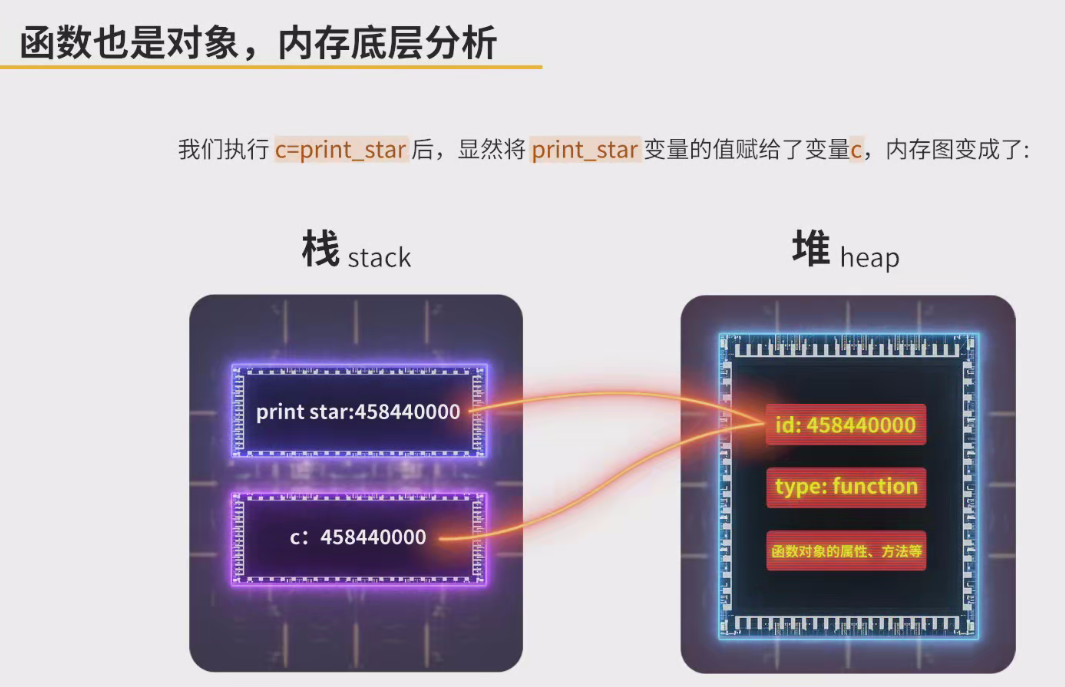 函数也是对象，内存底层分析
我们执行 c=print_star 后，显然将 print_star 变量的值赋给了变量c，内存图变成了:
栈 stack
堆 heap
print star:458440000
c：458440000
id: 458440000
type: function
函数对象的属性、方法等